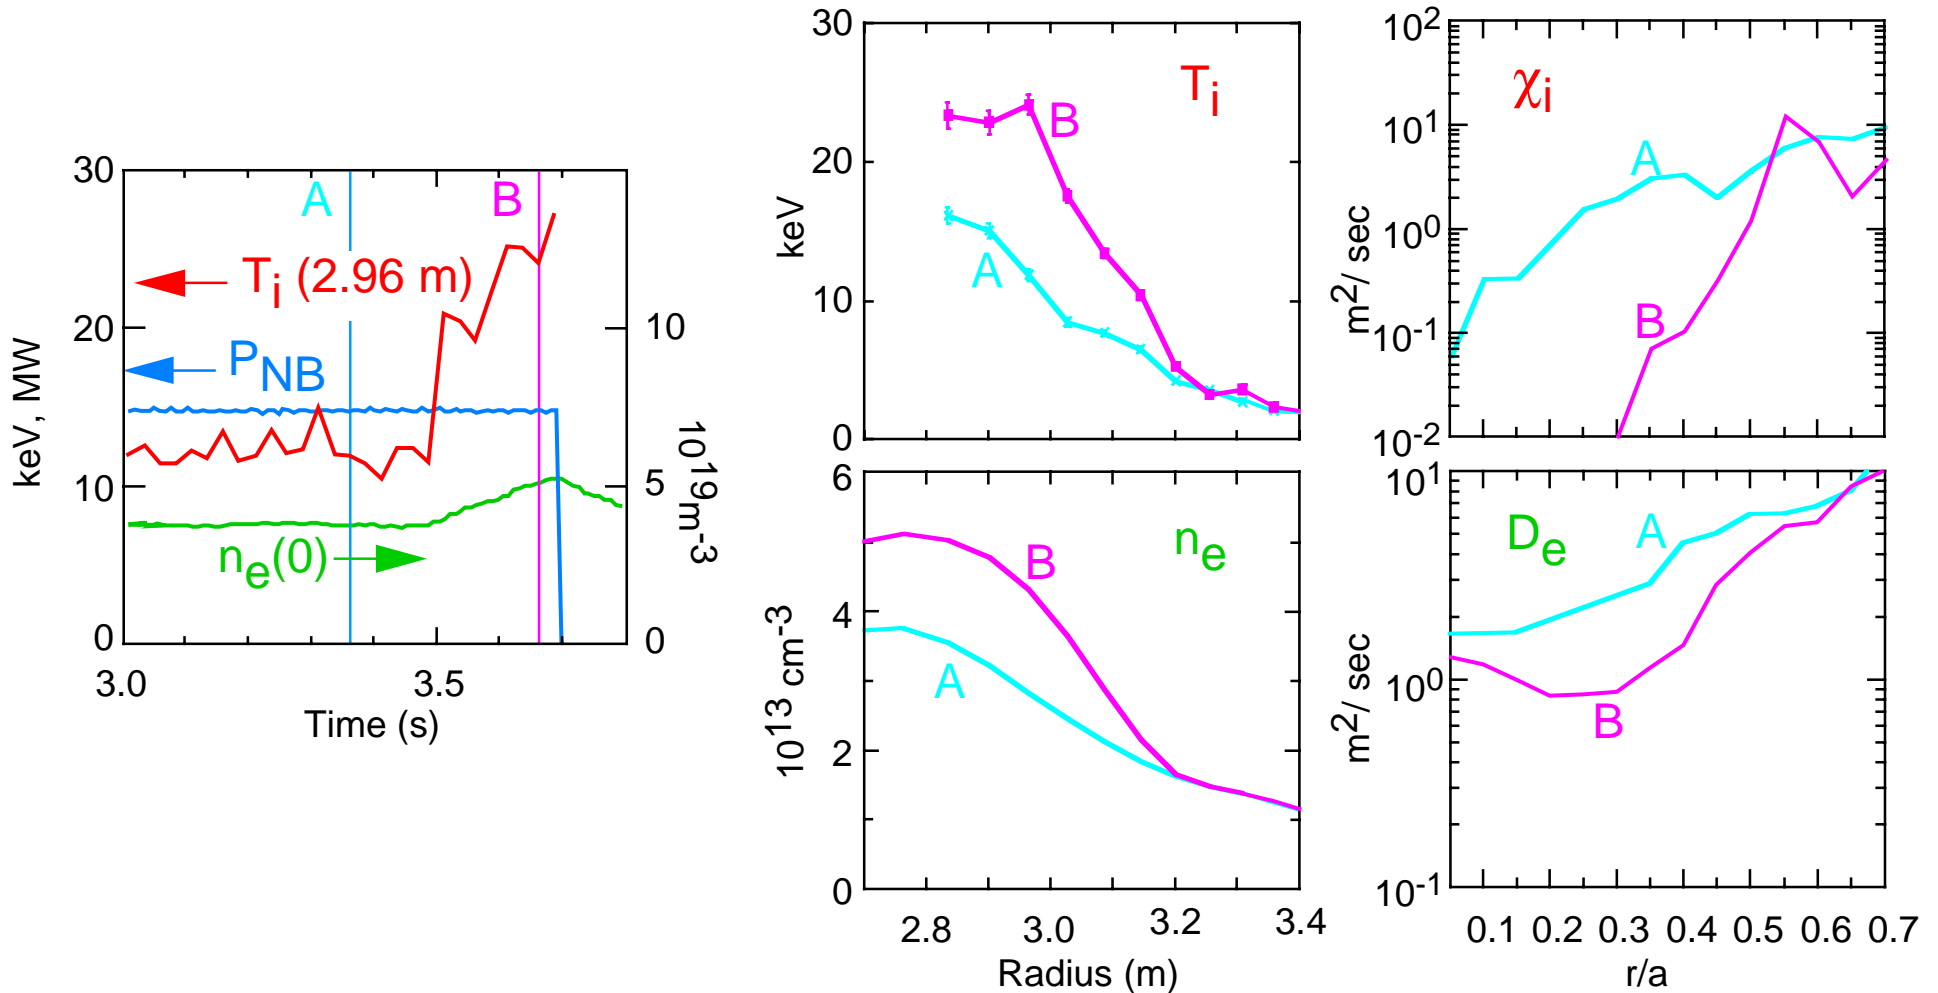 30
20
10
0
keV, MW
A
B
T_i (2.96 m)
P_NB
n_e(0)
10
5
0
10^19 m^-3
3.0
3.5
Time (s)
30
20
10
0
keV
T_i
B
A
6
4
2
0
10^13 cm^-3
n_e
B
A
2.8
3.0
3.2
3.4
Radius (m)
10^2
10^1
10^0
10^-1
10^-2
m^2/ sec
χ_i
A
B
10^1
10^0
10^-1
m^2/ sec
D_e
A
B
0.1
0.2
0.3
0.4
0.5
0.6
0.7
r/a